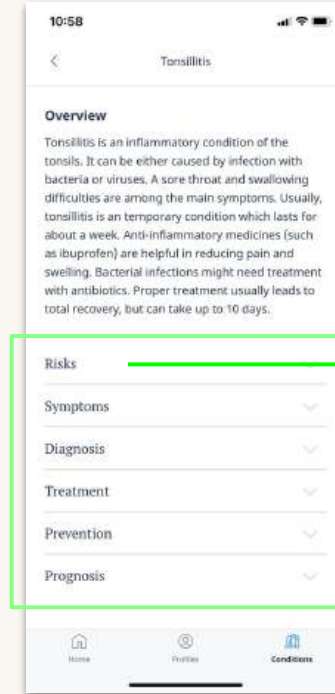 10:58
Tonsillitis
Overview
Tonsillitis is an inflammatory condition of the
tonsils. It can be either caused by infection with
bacteria or viruses. A sore throat and swallowing
difficulties are among the main symptoms. Usually,
tonsillitis is an temporary condition which lasts for
about a week. Anti-inflammatory medicines (such
as ibuprofen) are helpful in reducing pain and
swelling. Bacterial infections might need treatment
with antibiotics. Proper treatment usually leads to
total recovery, but can take up to 10 days.
Risks
Symptoms
Diagnosis
Treatment
Prevention
Prognosis
Home Profiles Conditions